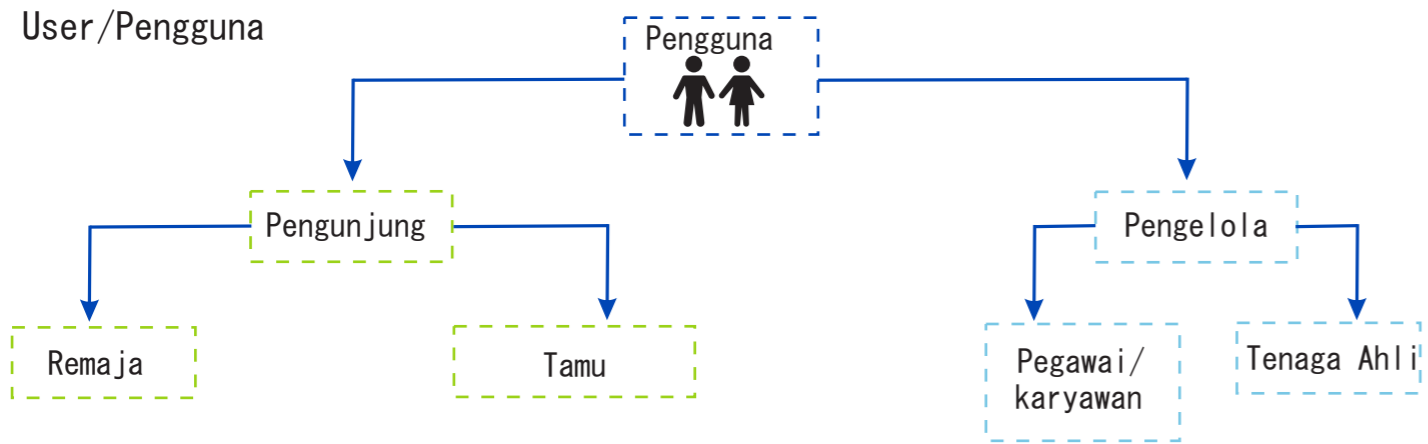 User/Pengguna
Pengguna
Pengunjung
Pengelola
Remaja
Tamu
Pegawai/
karyawan
Tenaga Ahli